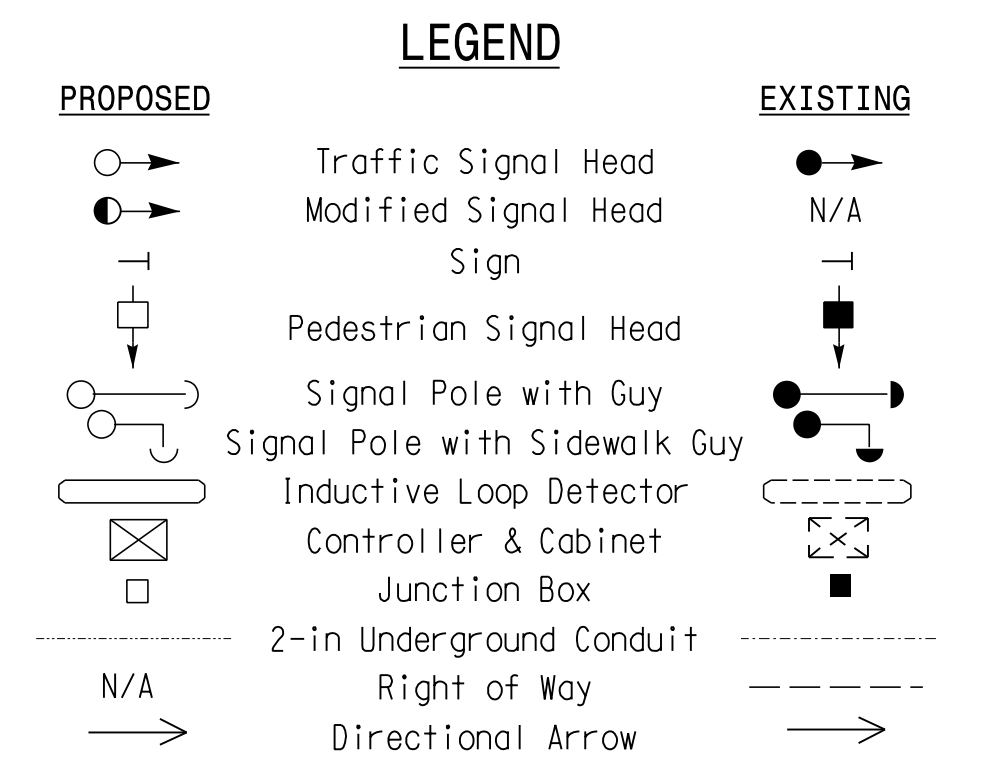 LEGEND
PROPOSED EXISTING
Traffic Signal Head
Modified Signal Head N/A
Sign
Pedestrian Signal Head
Signal Pole with Guy
Signal Pole with Sidewalk Guy
Inductive Loop Detector
Controller & Cabinet
Junction Box
2-in Underground Conduit
N/A Right of Way
Directional Arrow